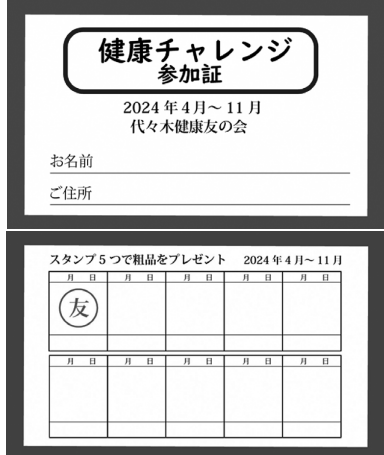 健康チャレンジ
参加証
2024年4月〜11月
代々木健康友の会
お名前
ご住所
スタンプ5つで粗品をプレゼント 2024年4月〜11月
月 日 月 日 月 日 月 日 月 日
友
月 日 月 日 月 日 月 日 月 日